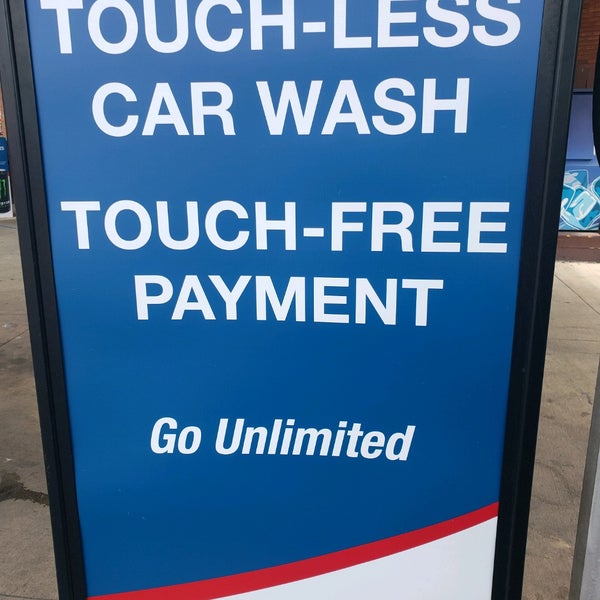 TOUCH-LESS
CAR WASH
TOUCH-FREE
PAYMENT
Go Unlimited